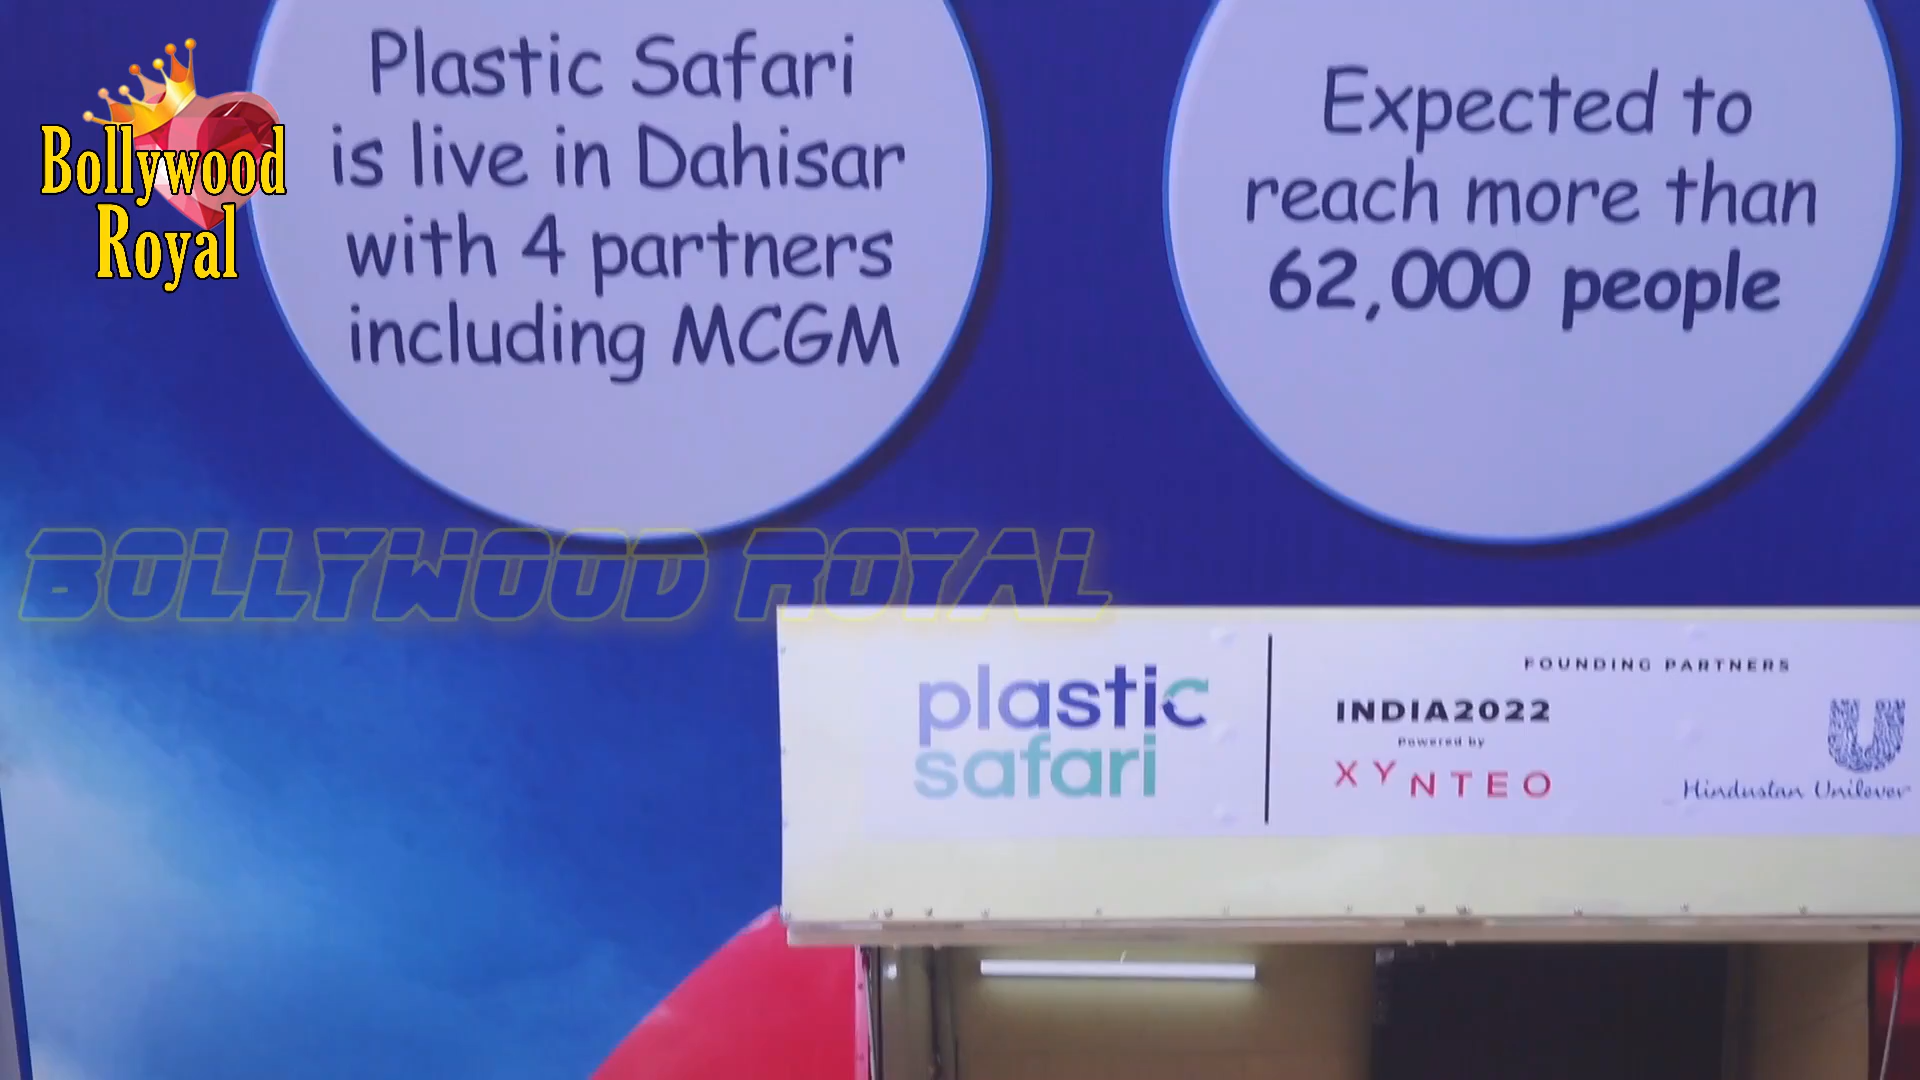 Plastic Safari
is live in Dahisar
with 4 partners
including MCGM
Expected to
reach more than
62,000 people
Bollywood
Royal
BOLLYWOOD ROYAL
plastic
safari
FOUNDING PARTNERS
INDIA2022
Powered by
XYNTEO
Hindustan Unilever